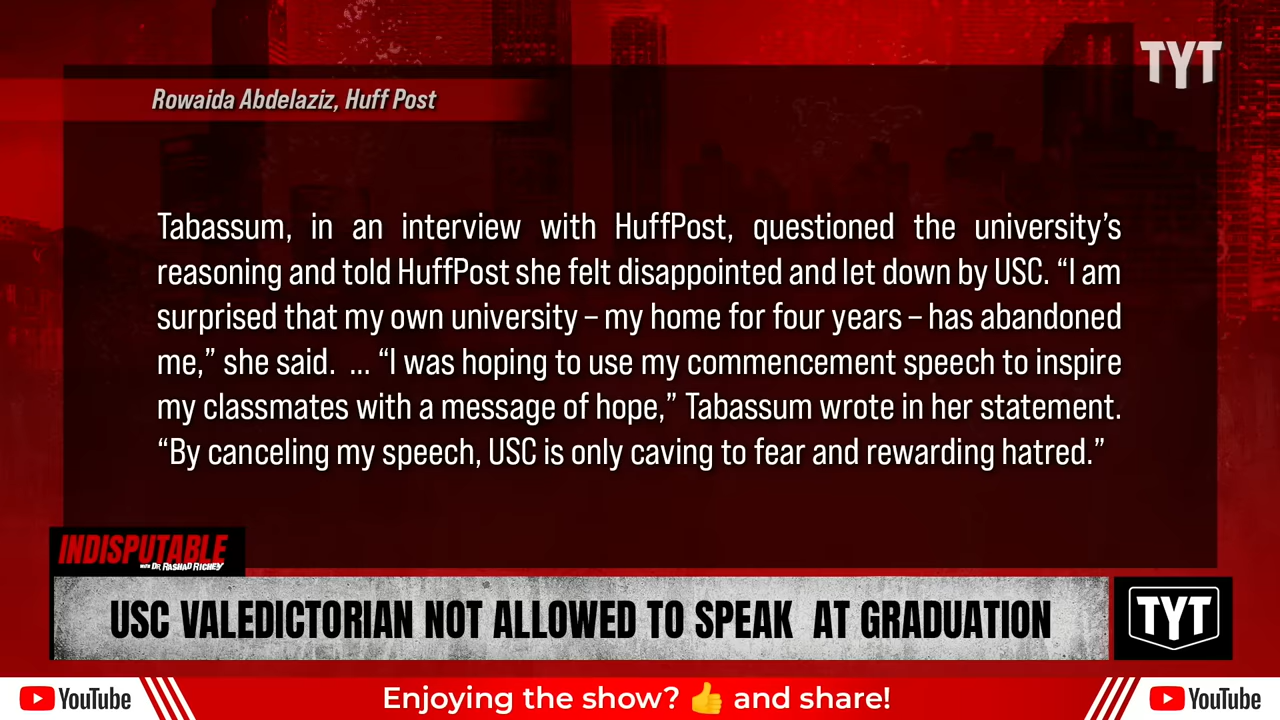 TYT
Rowaida Abdelaziz, Huff Post
Tabassum, in an interview with HuffPost, questioned the university’s
reasoning and told HuffPost she felt disappointed and let down by USC. “I am
surprised that my own university – my home for four years – has abandoned
me,” she said. ... “I was hoping to use my commencement speech to inspire
my classmates with a message of hope,” Tabassum wrote in her statement.
“By canceling my speech, USC is only caving to fear and rewarding hatred.”
INDISPUTABLE
WITH DR. RASHAD RICHEY
USC VALEDICTORIAN NOT ALLOWED TO SPEAK AT GRADUATION
TYT
YouTube
Enjoying the show? 👍 and share!
YouTube